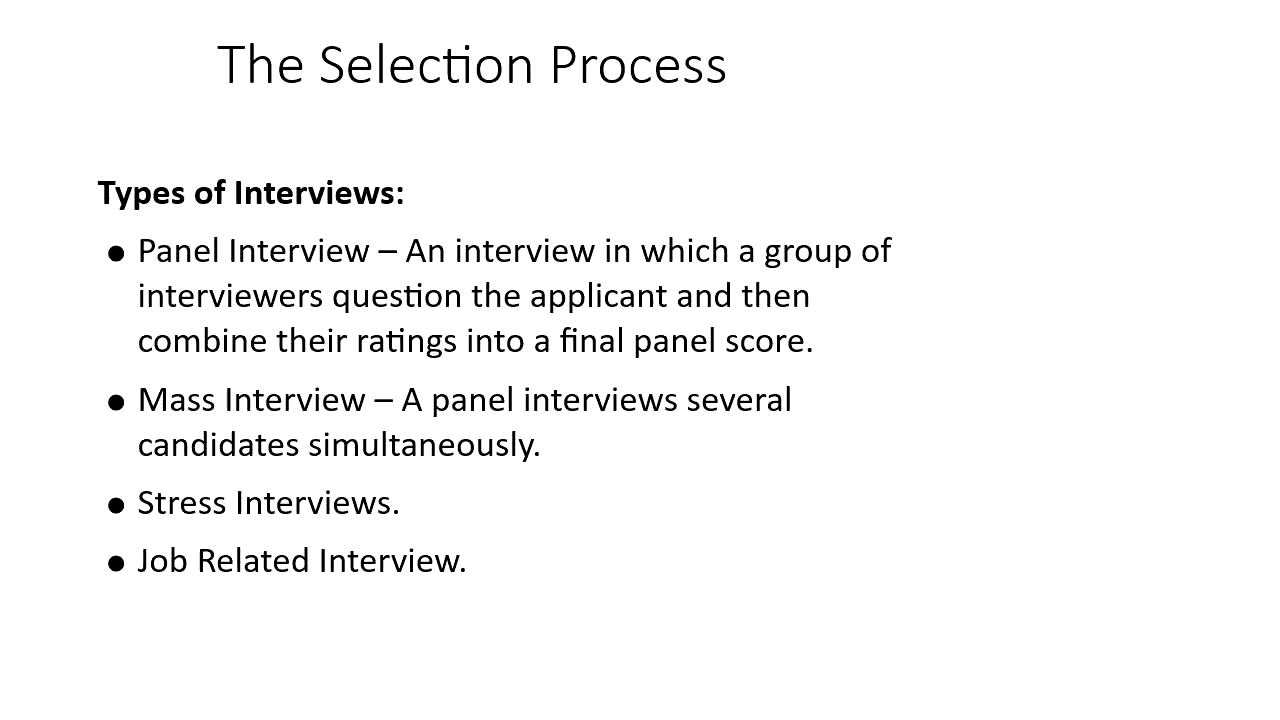 The Selection Process
Types of Interviews:
● Panel Interview – An interview in which a group of
interviewers question the applicant and then
combine their ratings into a final panel score.
● Mass Interview – A panel interviews several
candidates simultaneously.
● Stress Interviews.
● Job Related Interview.